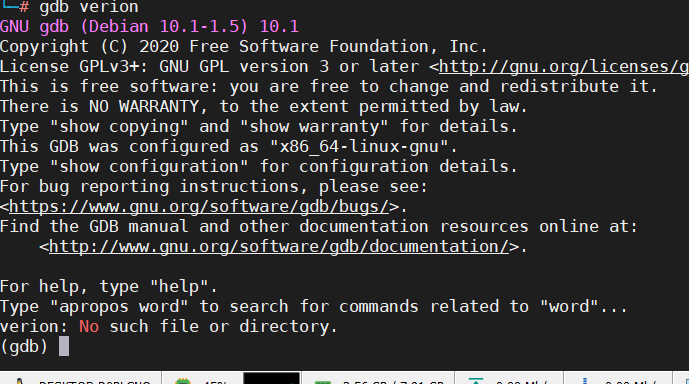 # gdb verion
GNU gdb (Debian 10.1-1.5) 10.1
Copyright (C) 2020 Free Software Foundation, Inc.
License GPLv3+: GNU GPL version 3 or later <http://gnu.org/licenses/g
This is free software: you are free to change and redistribute it.
There is NO WARRANTY, to the extent permitted by law.
Type "show copying" and "show warranty" for details.
This GDB was configured as "x86_64-linux-gnu".
Type "show configuration" for configuration details.
For bug reporting instructions, please see:
<https://www.gnu.org/software/gdb/bugs/>.
Find the GDB manual and other documentation resources online at:
<http://www.gnu.org/software/gdb/documentation/>.
For help, type "help".
Type "apropos word" to search for commands related to "word"...
verion: No such file or directory.
(gdb)